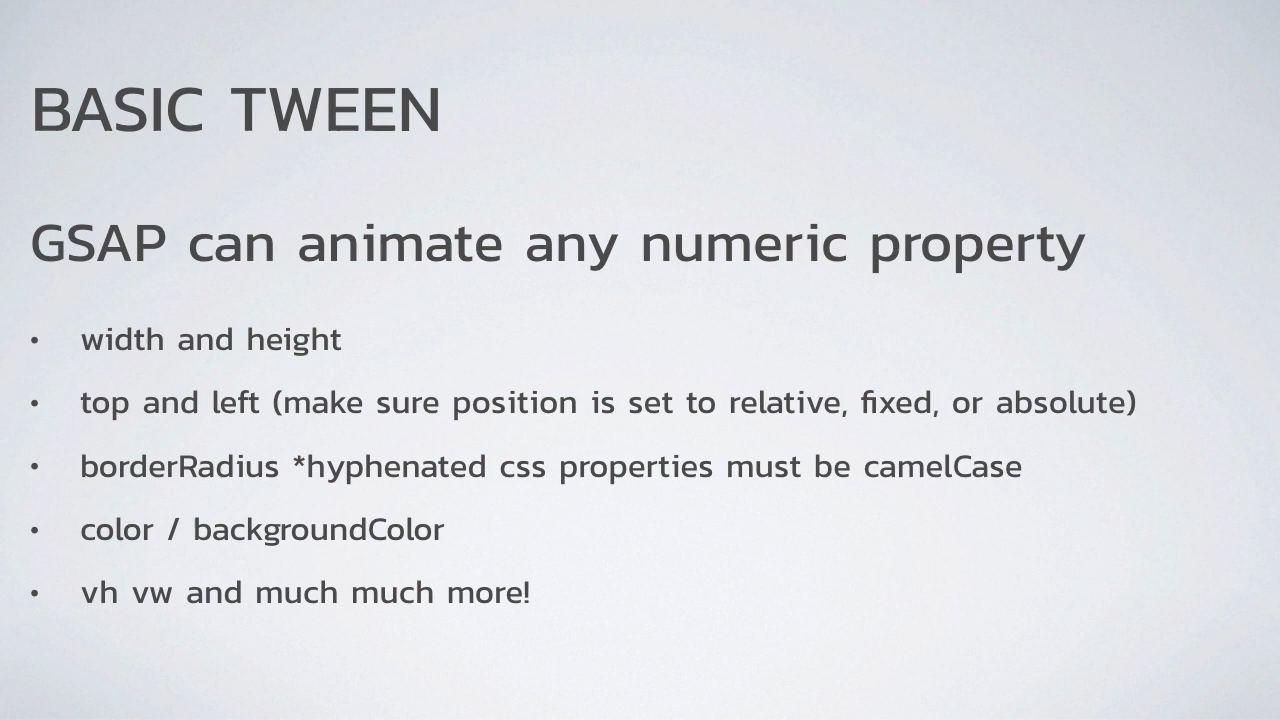 BASIC TWEEN
GSAP can animate any numeric property
• width and height
• top and left (make sure position is set to relative, fixed, or absolute)
• borderRadius *hyphenated css properties must be camelCase
• color / backgroundColor
• vh vw and much much more!